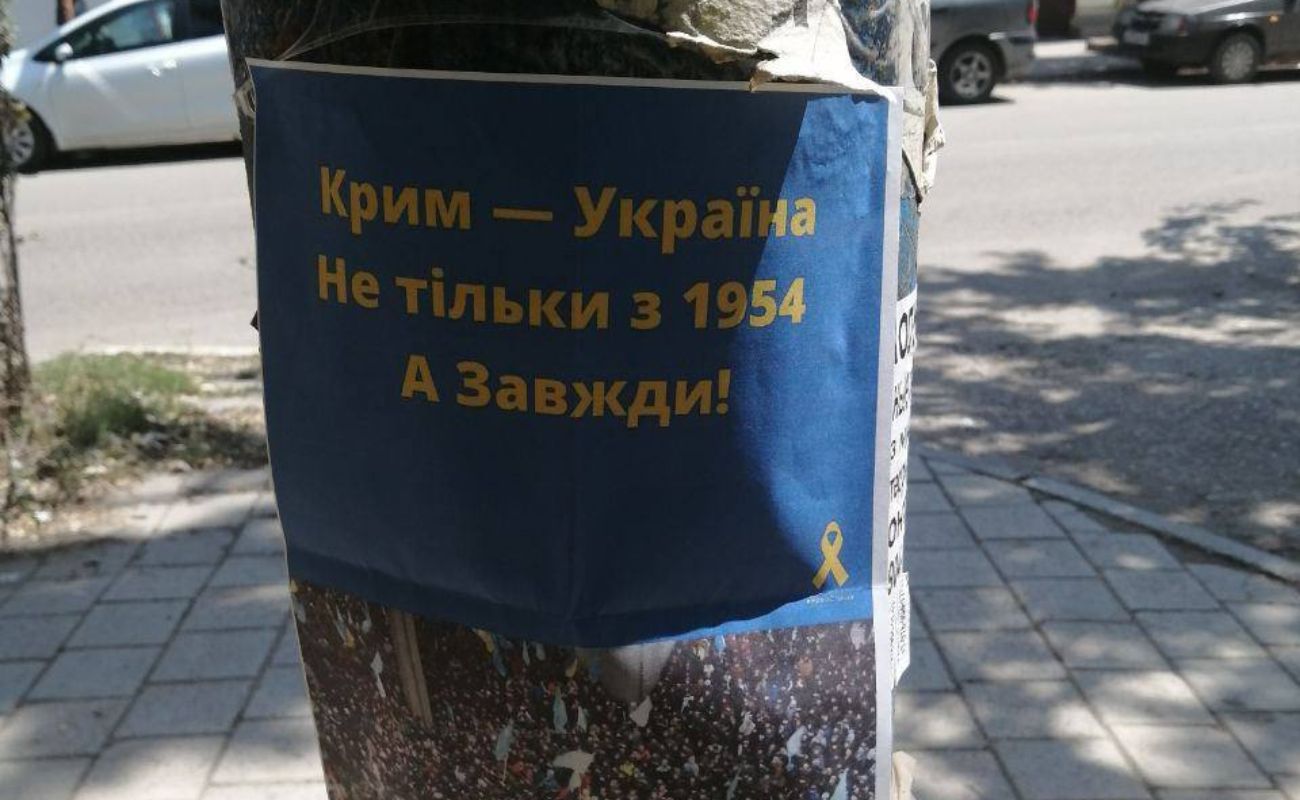 Крим — Україна
Не тільки з 1954
А Завжди!